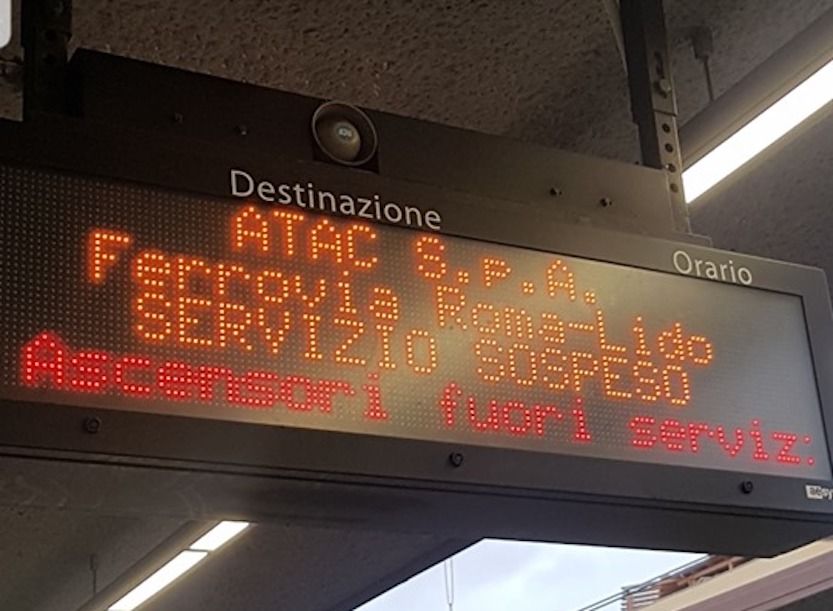 Destinazione
Orario
ATAC S.p.A.
Ferrovia Roma-Lido
SERVIZIO SOSPESO
Ascensori fuori serviz: